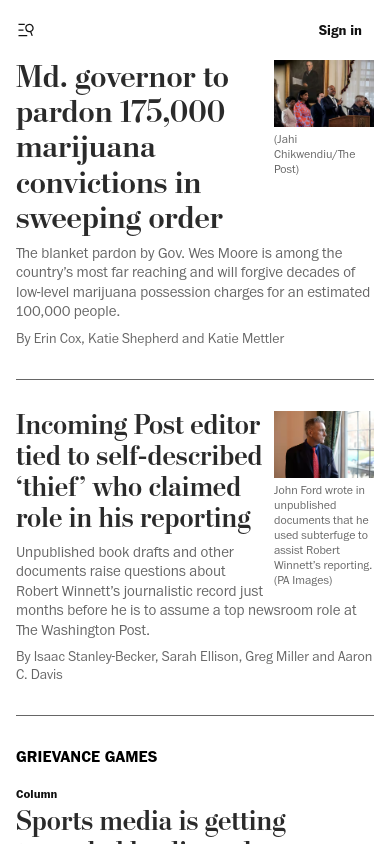 Sign in
Md. governor to
pardon 175,000
marijuana
convictions in
sweeping order
(Jahi
Chikwendiu/The
Post)
The blanket pardon by Gov. Wes Moore is among the
country's most far reaching and will forgive decades of
low-level marijuana possession charges for an estimated
100,000 people.
By Erin Cox, Katie Shepherd and Katie Mettler
Incoming Post editor
tied to self-described
‘thief’ who claimed
role in his reporting
John Ford wrote in
unpublished
documents that he
used subterfuge to
assist Robert
Winnett's reporting.
(PA Images)
Unpublished book drafts and other
documents raise questions about
Robert Winnett's journalistic record just
months before he is to assume a top newsroom role at
The Washington Post.
By Isaac Stanley-Becker, Sarah Ellison, Greg Miller and Aaron
C. Davis
GRIEVANCE GAMES
Column
Sports media is getting